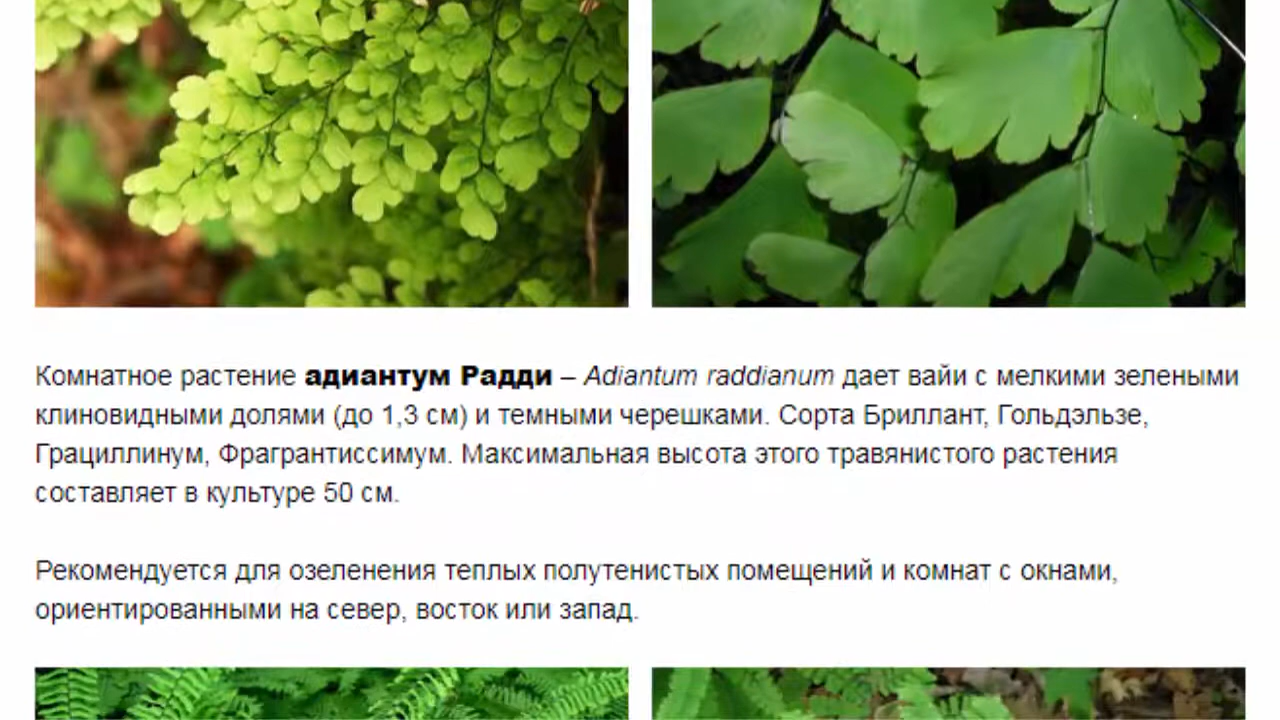 Комнатное растение адиантум Радди – Adiantum raddianum дает вайи с мелкими зелеными
клиновидными долями (до 1,3 см) и темными черешками. Сорта Бриллант, Гольдэльзе,
Грациллинум, Фрагрантиссимум. Максимальная высота этого травянистого растения
составляет в культуре 50 см.
Рекомендуется для озеленения теплых полутенистых помещений и комнат с окнами,
ориентированными на север, восток или запад.